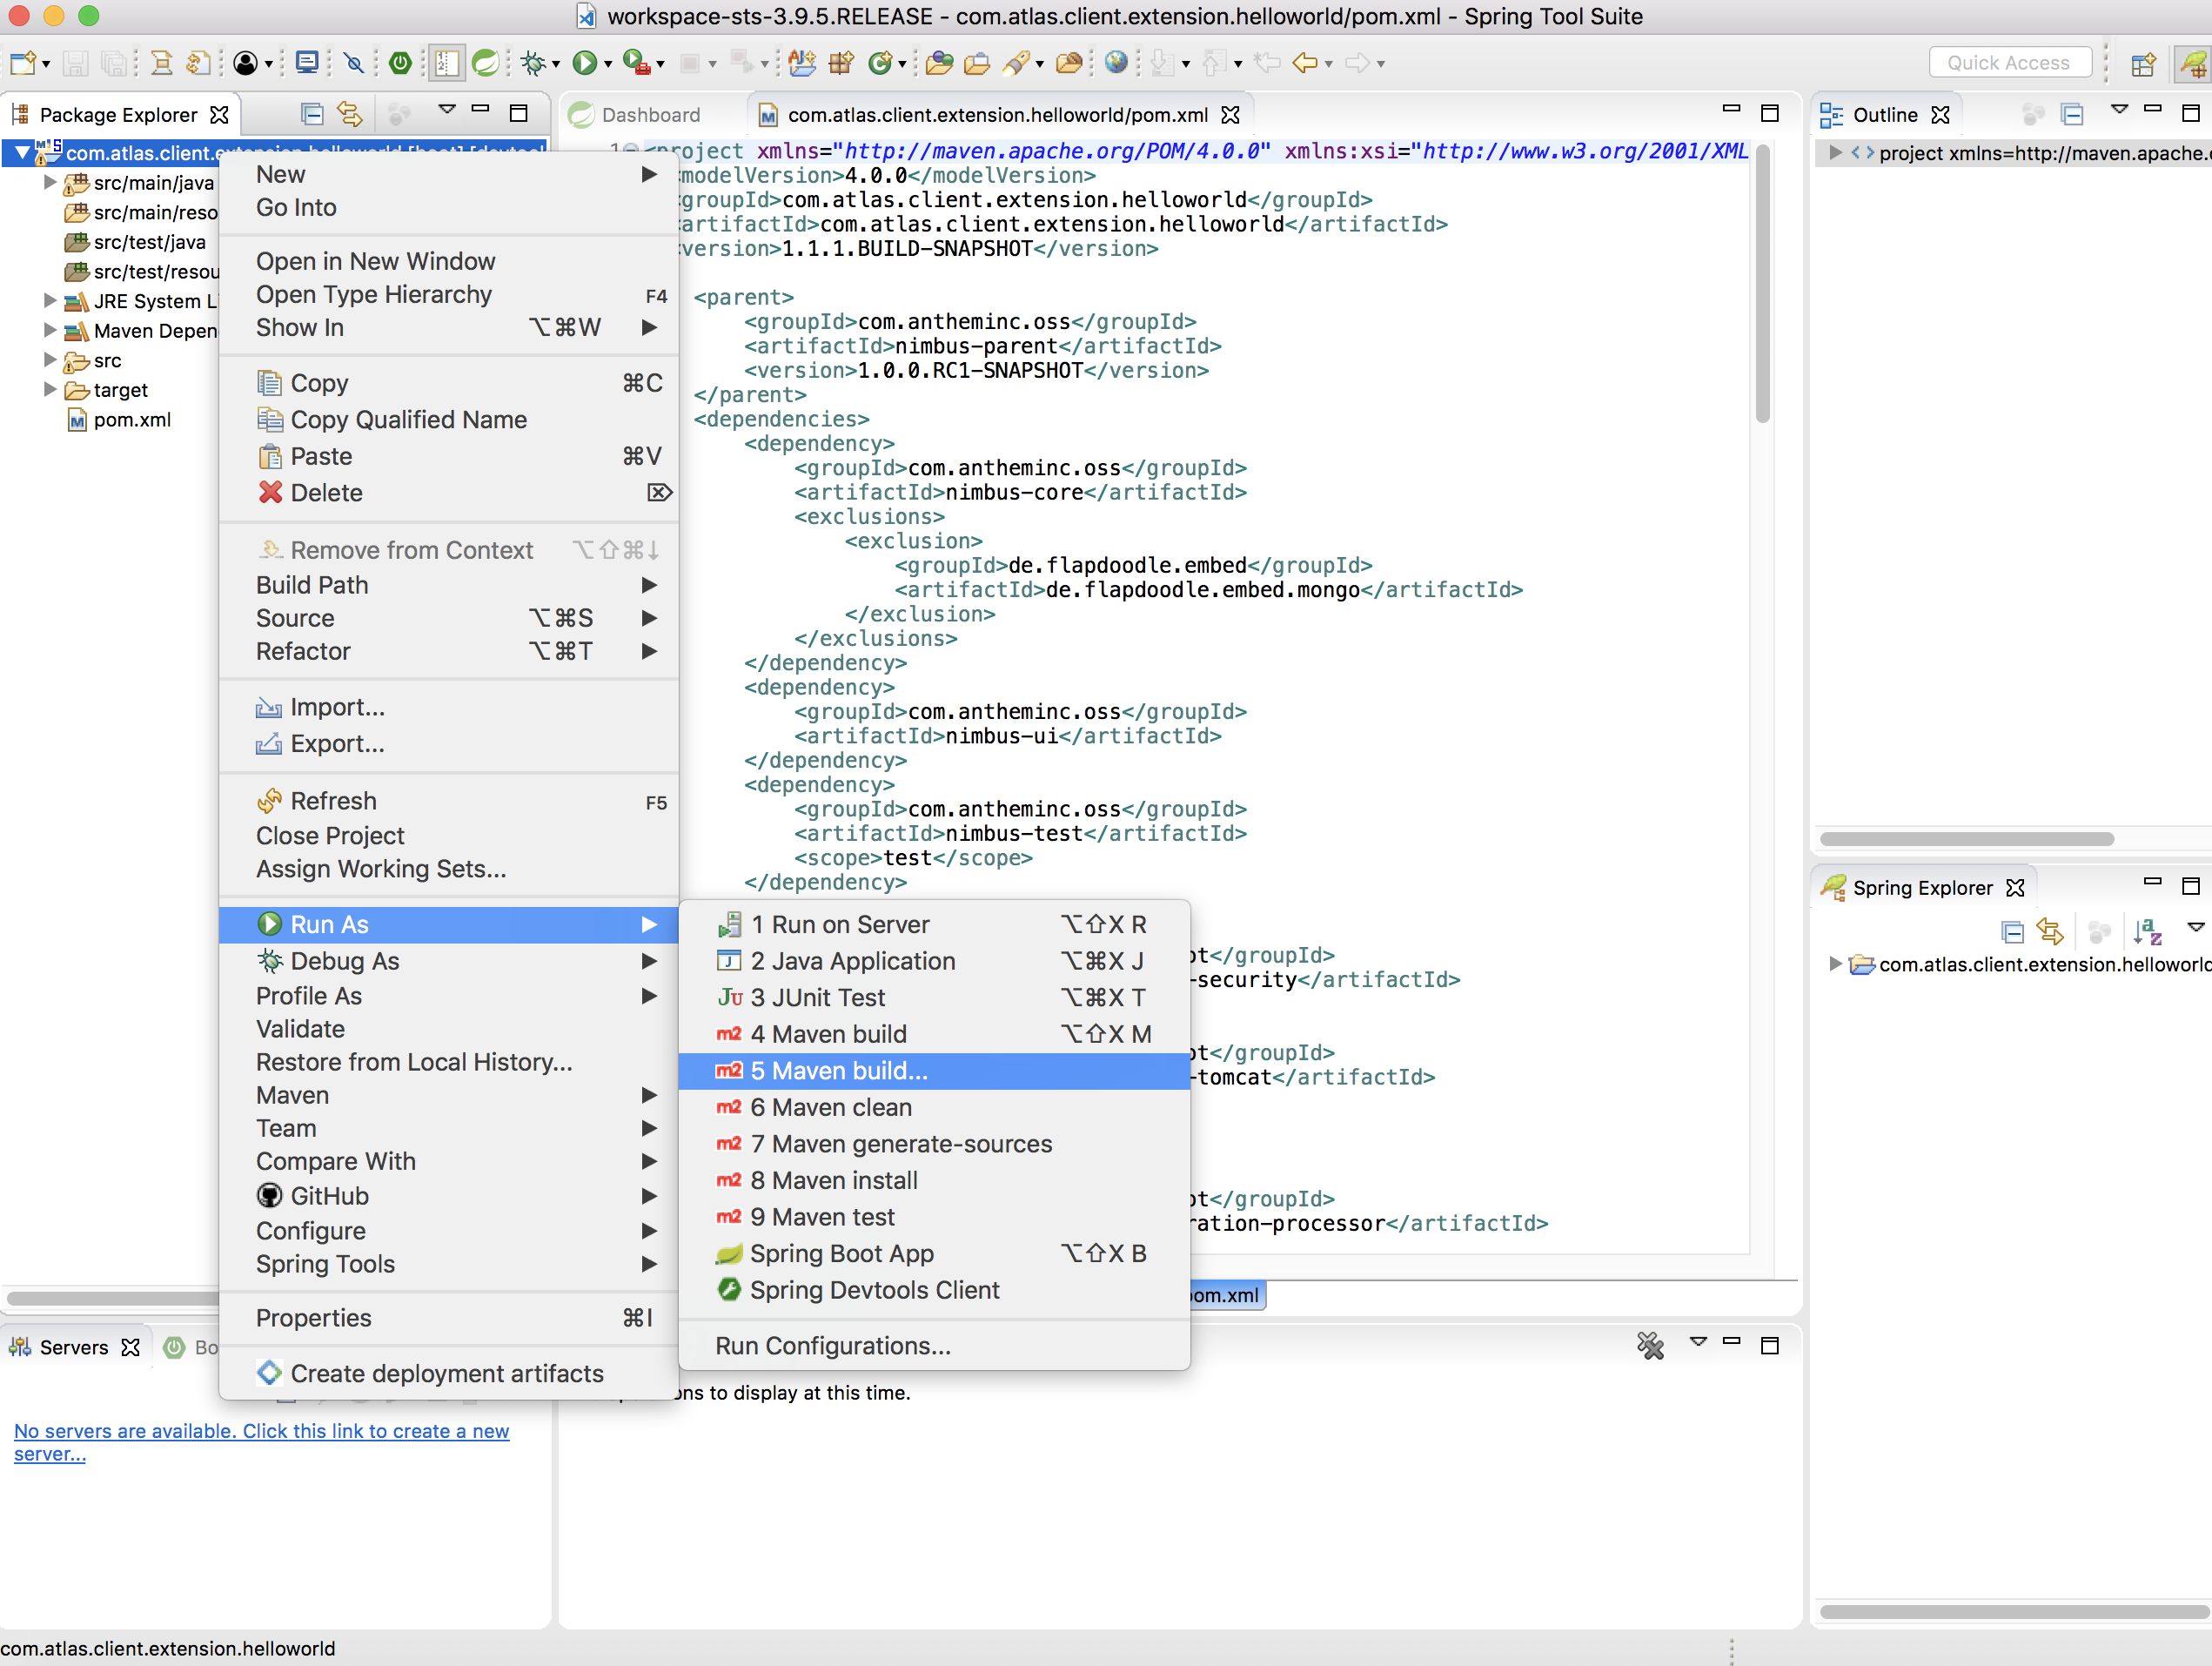 workspace-sts-3.9.5.RELEASE - com.atlas.client.extension.helloworld/pom.xml - Spring Tool Suite
Quick Access
Package Explorer
com.atlas.client.extension.helloworld [boot] [devtool
src/main/java
src/main/reso
src/test/java
src/test/resou
JRE System L
Maven Depen
src
target
pom.xml
New
Go Into
Open in New Window
Open Type Hierarchy F4
Show In ⌥⌘W
Copy ⌘C
Copy Qualified Name
Paste ⌘V
Delete ⌦
Remove from Context ⌥⇧⌘↓
Build Path
Source ⌥⌘S
Refactor ⌥⌘T
Import...
Export...
Refresh F5
Close Project
Assign Working Sets...
Run As
Debug As
Profile As
Validate
Restore from Local History...
Maven
Team
Compare With
GitHub
Configure
Spring Tools
Properties ⌘I
Create deployment artifacts
1 Run on Server ⌥⇧X R
2 Java Application ⌥⌘X J
3 JUnit Test ⌥⌘X T
4 Maven build ⌥⇧X M
5 Maven build...
6 Maven clean
7 Maven generate-sources
8 Maven install
9 Maven test
Spring Boot App ⌥⇧X B
Spring Devtools Client
Run Configurations...
Dashboard
com.atlas.client.extension.helloworld/pom.xml
1 <project xmlns="http://maven.apache.org/POM/4.0.0" xmlns:xsi="http://www.w3.org/2001/XML
modelVersion>4.0.0</modelVersion>
groupId>com.atlas.client.extension.helloworld</groupId>
artifactId>com.atlas.client.extension.helloworld</artifactId>
version>1.1.1.BUILD-SNAPSHOT</version>
<parent>
<groupId>com.antheminc.oss</groupId>
<artifactId>nimbus-parent</artifactId>
<version>1.0.0.RC1-SNAPSHOT</version>
</parent>
<dependencies>
<dependency>
<groupId>com.antheminc.oss</groupId>
<artifactId>nimbus-core</artifactId>
<exclusions>
<exclusion>
<groupId>de.flapdoodle.embed</groupId>
<artifactId>de.flapdoodle.embed.mongo</artifactId>
</exclusion>
</exclusions>
</dependency>
<dependency>
<groupId>com.antheminc.oss</groupId>
<artifactId>nimbus-ui</artifactId>
</dependency>
<dependency>
<groupId>com.antheminc.oss</groupId>
<artifactId>nimbus-test</artifactId>
<scope>test</scope>
</dependency>
ot</groupId>
-security</artifactId>
ot</groupId>
-tomcat</artifactId>
ot</groupId>
ration-processor</artifactId>
pom.xml
ons to display at this time.
Outline
project xmlns=http://maven.apache.o
Spring Explorer
com.atlas.client.extension.helloworld
Servers
Bo
No servers are available. Click this link to create a new
server...
com.atlas.client.extension.helloworld